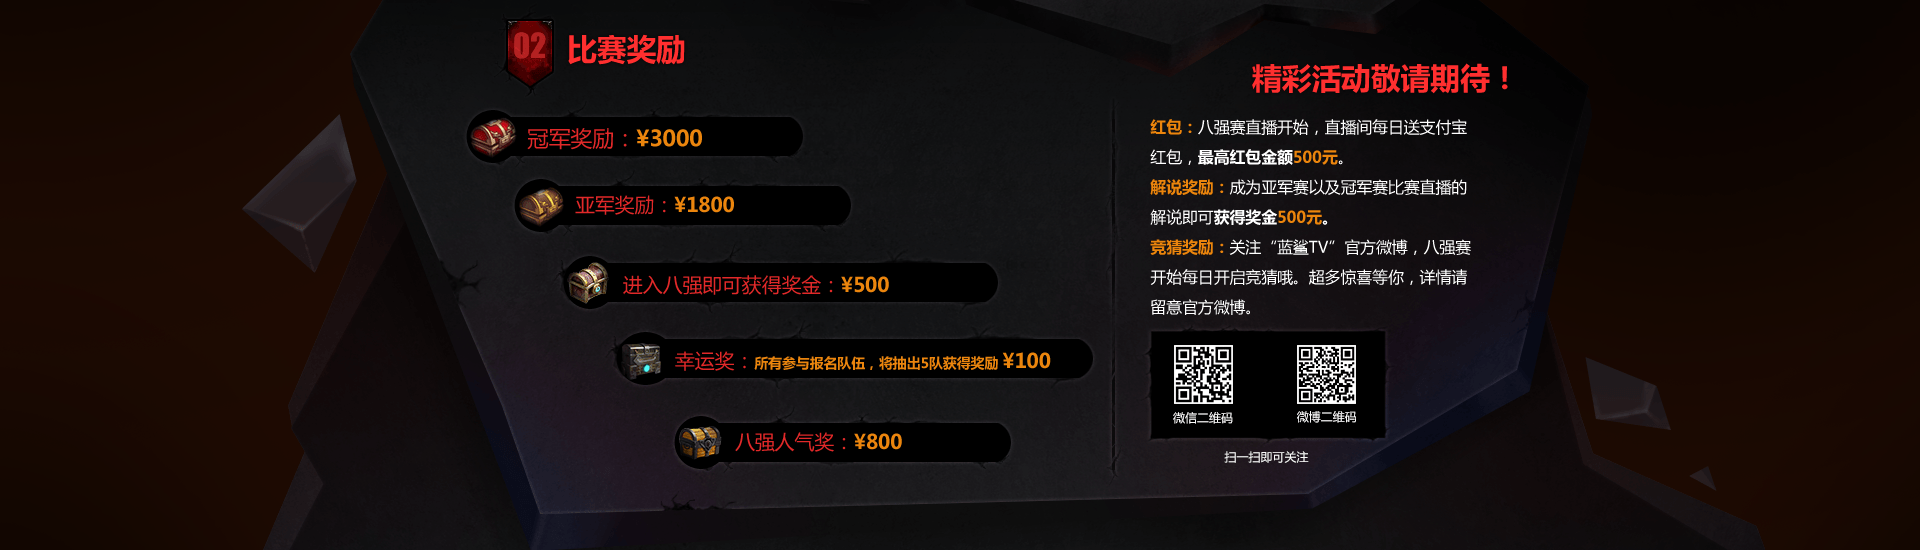 02
比赛奖励
冠军奖励：¥3000
亚军奖励：¥1800
进入八强即可获得奖金：¥500
幸运奖：所有参与报名队伍，将抽出5队获得奖励 ¥100
八强人气奖：¥800
精彩活动敬请期待！
红包：八强赛直播开始，直播间每日送支付宝
红包，最高红包金额500元。
解说奖励：成为亚军赛以及冠军赛比赛直播的
解说即可获得奖金500元。
竞猜奖励：关注“蓝鲨TV”官方微博，八强赛
开始每日开启竞猜哦。超多惊喜等你，详情请
留意官方微博。
微信二维码
微博二维码
扫一扫即可关注